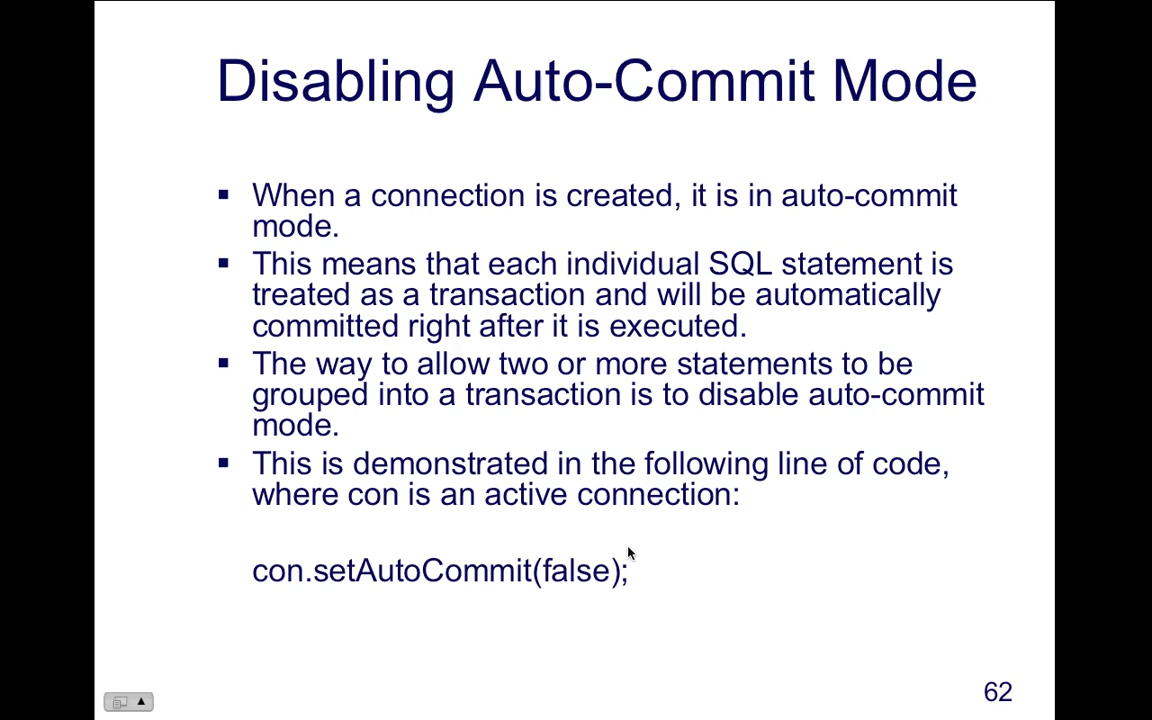 Disabling Auto-Commit Mode
▪ When a connection is created, it is in auto-commit
mode.
▪ This means that each individual SQL statement is
treated as a transaction and will be automatically
committed right after it is executed.
▪ The way to allow two or more statements to be
grouped into a transaction is to disable auto-commit
mode.
▪ This is demonstrated in the following line of code,
where con is an active connection:
con.setAutoCommit(false);
62